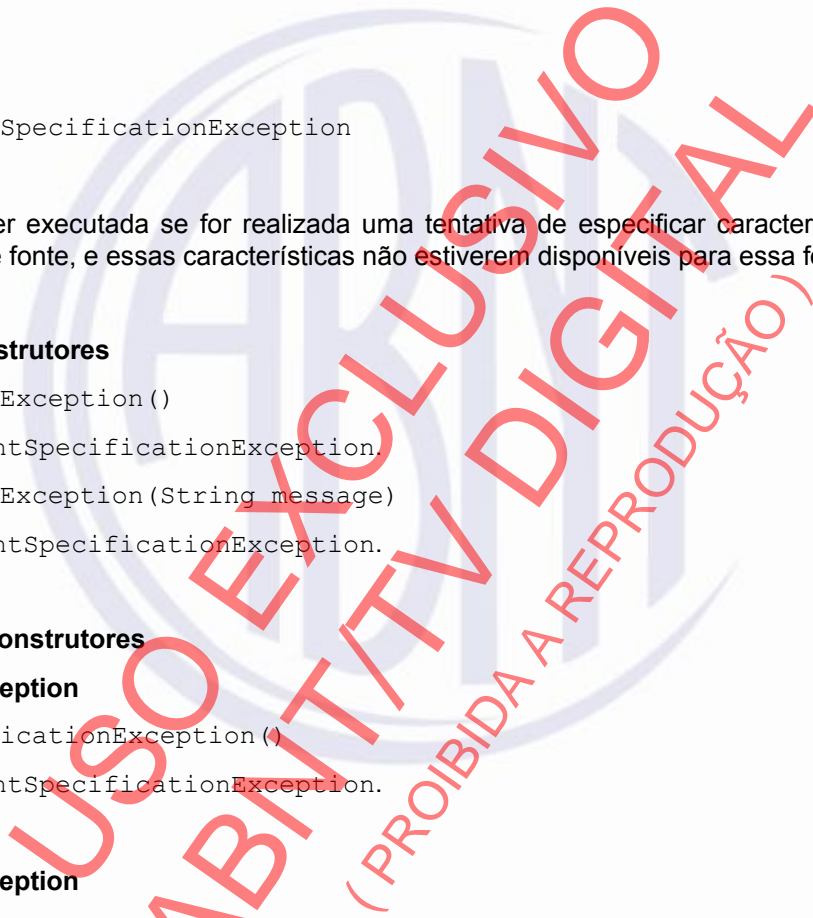 SpecificationException
er executada se for realizada uma tentativa de especificar caracter
e fonte, e essas características não estiverem disponíveis para essa f
strutores
Exception()
ntSpecificationException.
Exception(String message)
ntSpecificationException.
onstrutores
eption
icationException()
ntSpecificationException.
eption
ABNT
USO EXCLUSIVO
ABNT/TV DIGITAL
( PROIBIDA A REPRODUÇÃO )